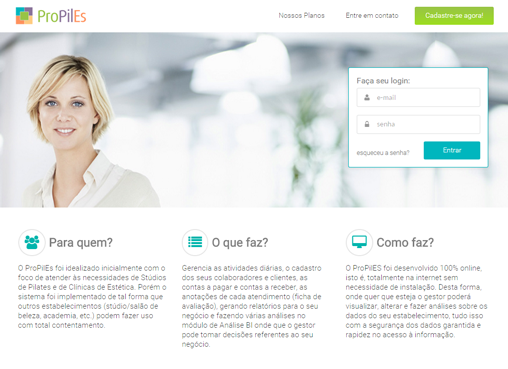 ProPilEs
Nossos Planos
Entre em contato
Cadastre-se agora!
Faça seu login:
e-mail
senha
esqueceu a senha?
Entrar
Para quem?
O ProPilEs foi idealizado inicialmente com o
foco de atender às necessidades de Stúdios
de Pilates e de Clínicas de Estética. Porém o
sistema foi implementado de tal forma que
outros estabelecimentos (stúdio/salão de
beleza, academia, etc.) podem fazer uso
com total contentamento.
O que faz?
Gerencia as atividades diárias, o cadastro
dos seus colaboradores e clientes, as
contas a pagar e contas a receber, as
anotações de cada atendimento (ficha de
avaliação), gerando relatórios para o seu
negócio e fazendo várias análises no
módulo de Análise BI onde que o gestor
pode tomar decisões referentes ao seu
negócio.
Como faz?
O ProPilES foi desenvolvido 100% online,
isto é, totalmente na internet sem
necessidade de instalação. Desta forma,
onde quer que esteja o gestor poderá
visualizar, alterar e fazer análises sobre os
dados do seu estabelecimento, tudo isso
com a segurança dos dados garantida e
rapidez no acesso à informação.